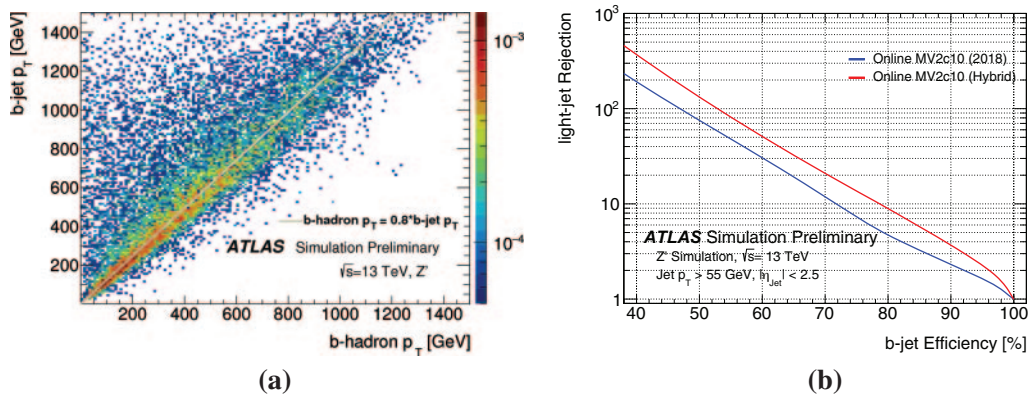 b-jet p_T [GeV]
1400
1200
1000
800
600
400
200
b-hadron p_T = 0.8*b-jet p_T
ATLAS Simulation Preliminary
√s=13 TeV, Z'
200 400 600 800 1000 1200 1400
b-hadron p_T [GeV]
10^-3
10^-4
(a)
light-jet Rejection
10^3
10^2
10
1
Online MV2c10 (2018)
Online MV2c10 (Hybrid)
ATLAS Simulation Preliminary
Z' Simulation, √s= 13 TeV
Jet p_T > 55 GeV, |η_Jet| < 2.5
40 50 60 70 80 90 100
b-jet Efficiency [%]
(b)